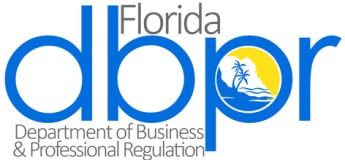 Florida
dbpr
Department of Business
& Professional Regulation